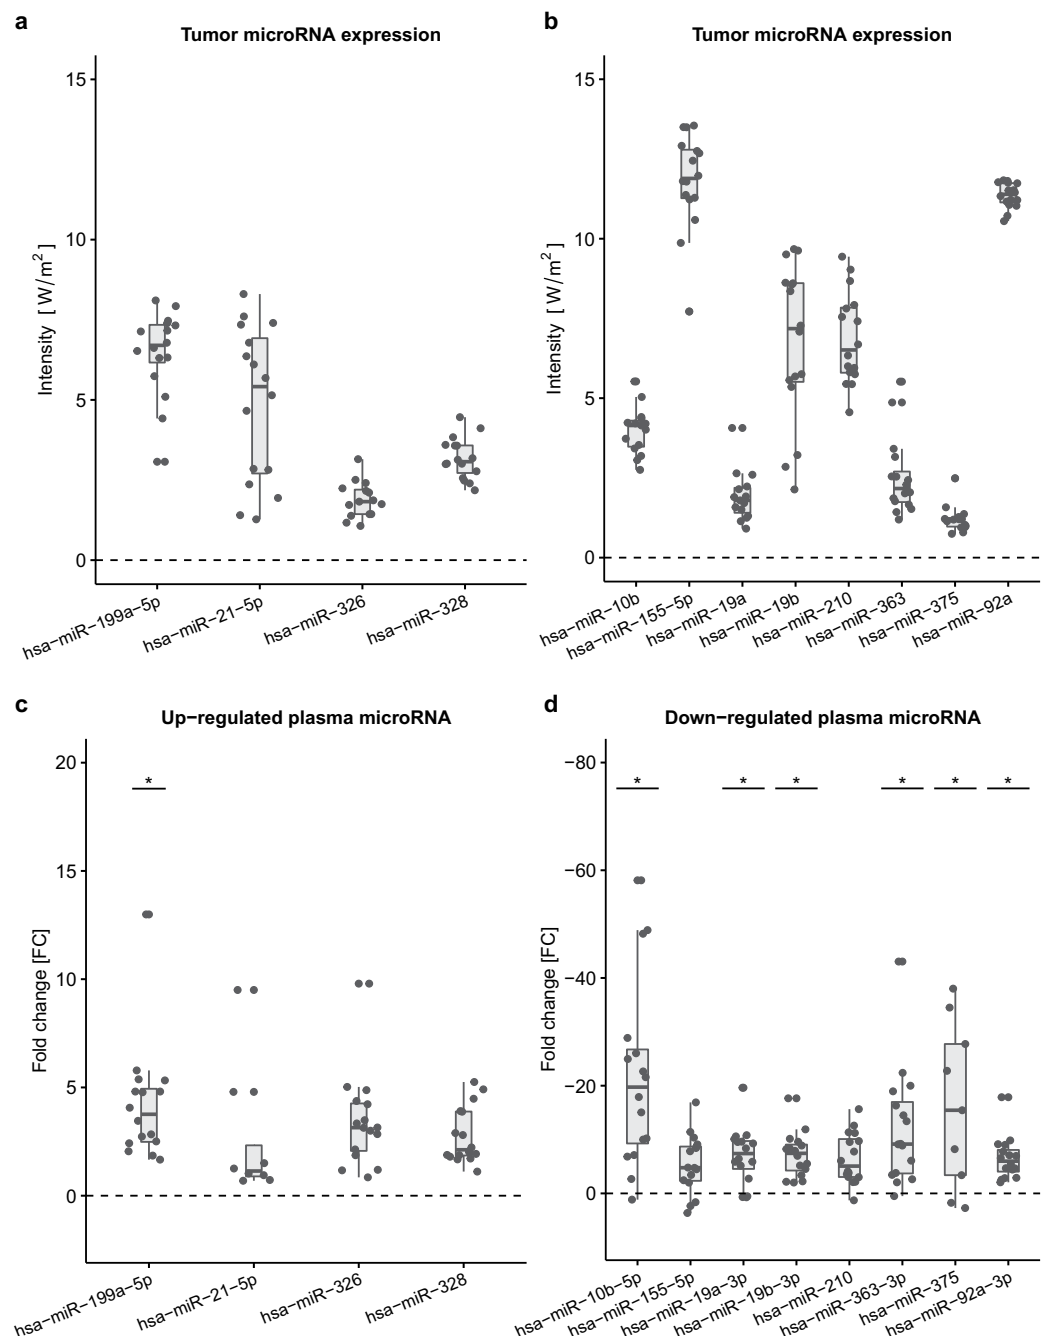 a
Tumor microRNA expression
15
10
5
0
Intensity [ W/m² ]
hsa−miR−199a−5p
hsa−miR−21−5p
hsa−miR−326
hsa−miR−328
b
Tumor microRNA expression
15
10
5
0
Intensity [ W/m² ]
hsa−miR−10b
hsa−miR−155−5p
hsa−miR−19a
hsa−miR−19b
hsa−miR−210
hsa−miR−363
hsa−miR−375
hsa−miR−92a
c
Up−regulated plasma microRNA
20
15
10
5
0
Fold change [FC]
*
hsa−miR−199a−5p
hsa−miR−21−5p
hsa−miR−326
hsa−miR−328
d
Down−regulated plasma microRNA
−80
−60
−40
−20
0
Fold change [FC]
* * * * * *
hsa−miR−10b−5p
hsa−miR−155−5p
hsa−miR−19a−3p
hsa−miR−19b−3p
hsa−miR−210
hsa−miR−363−3p
hsa−miR−375
hsa−miR−92a−3p